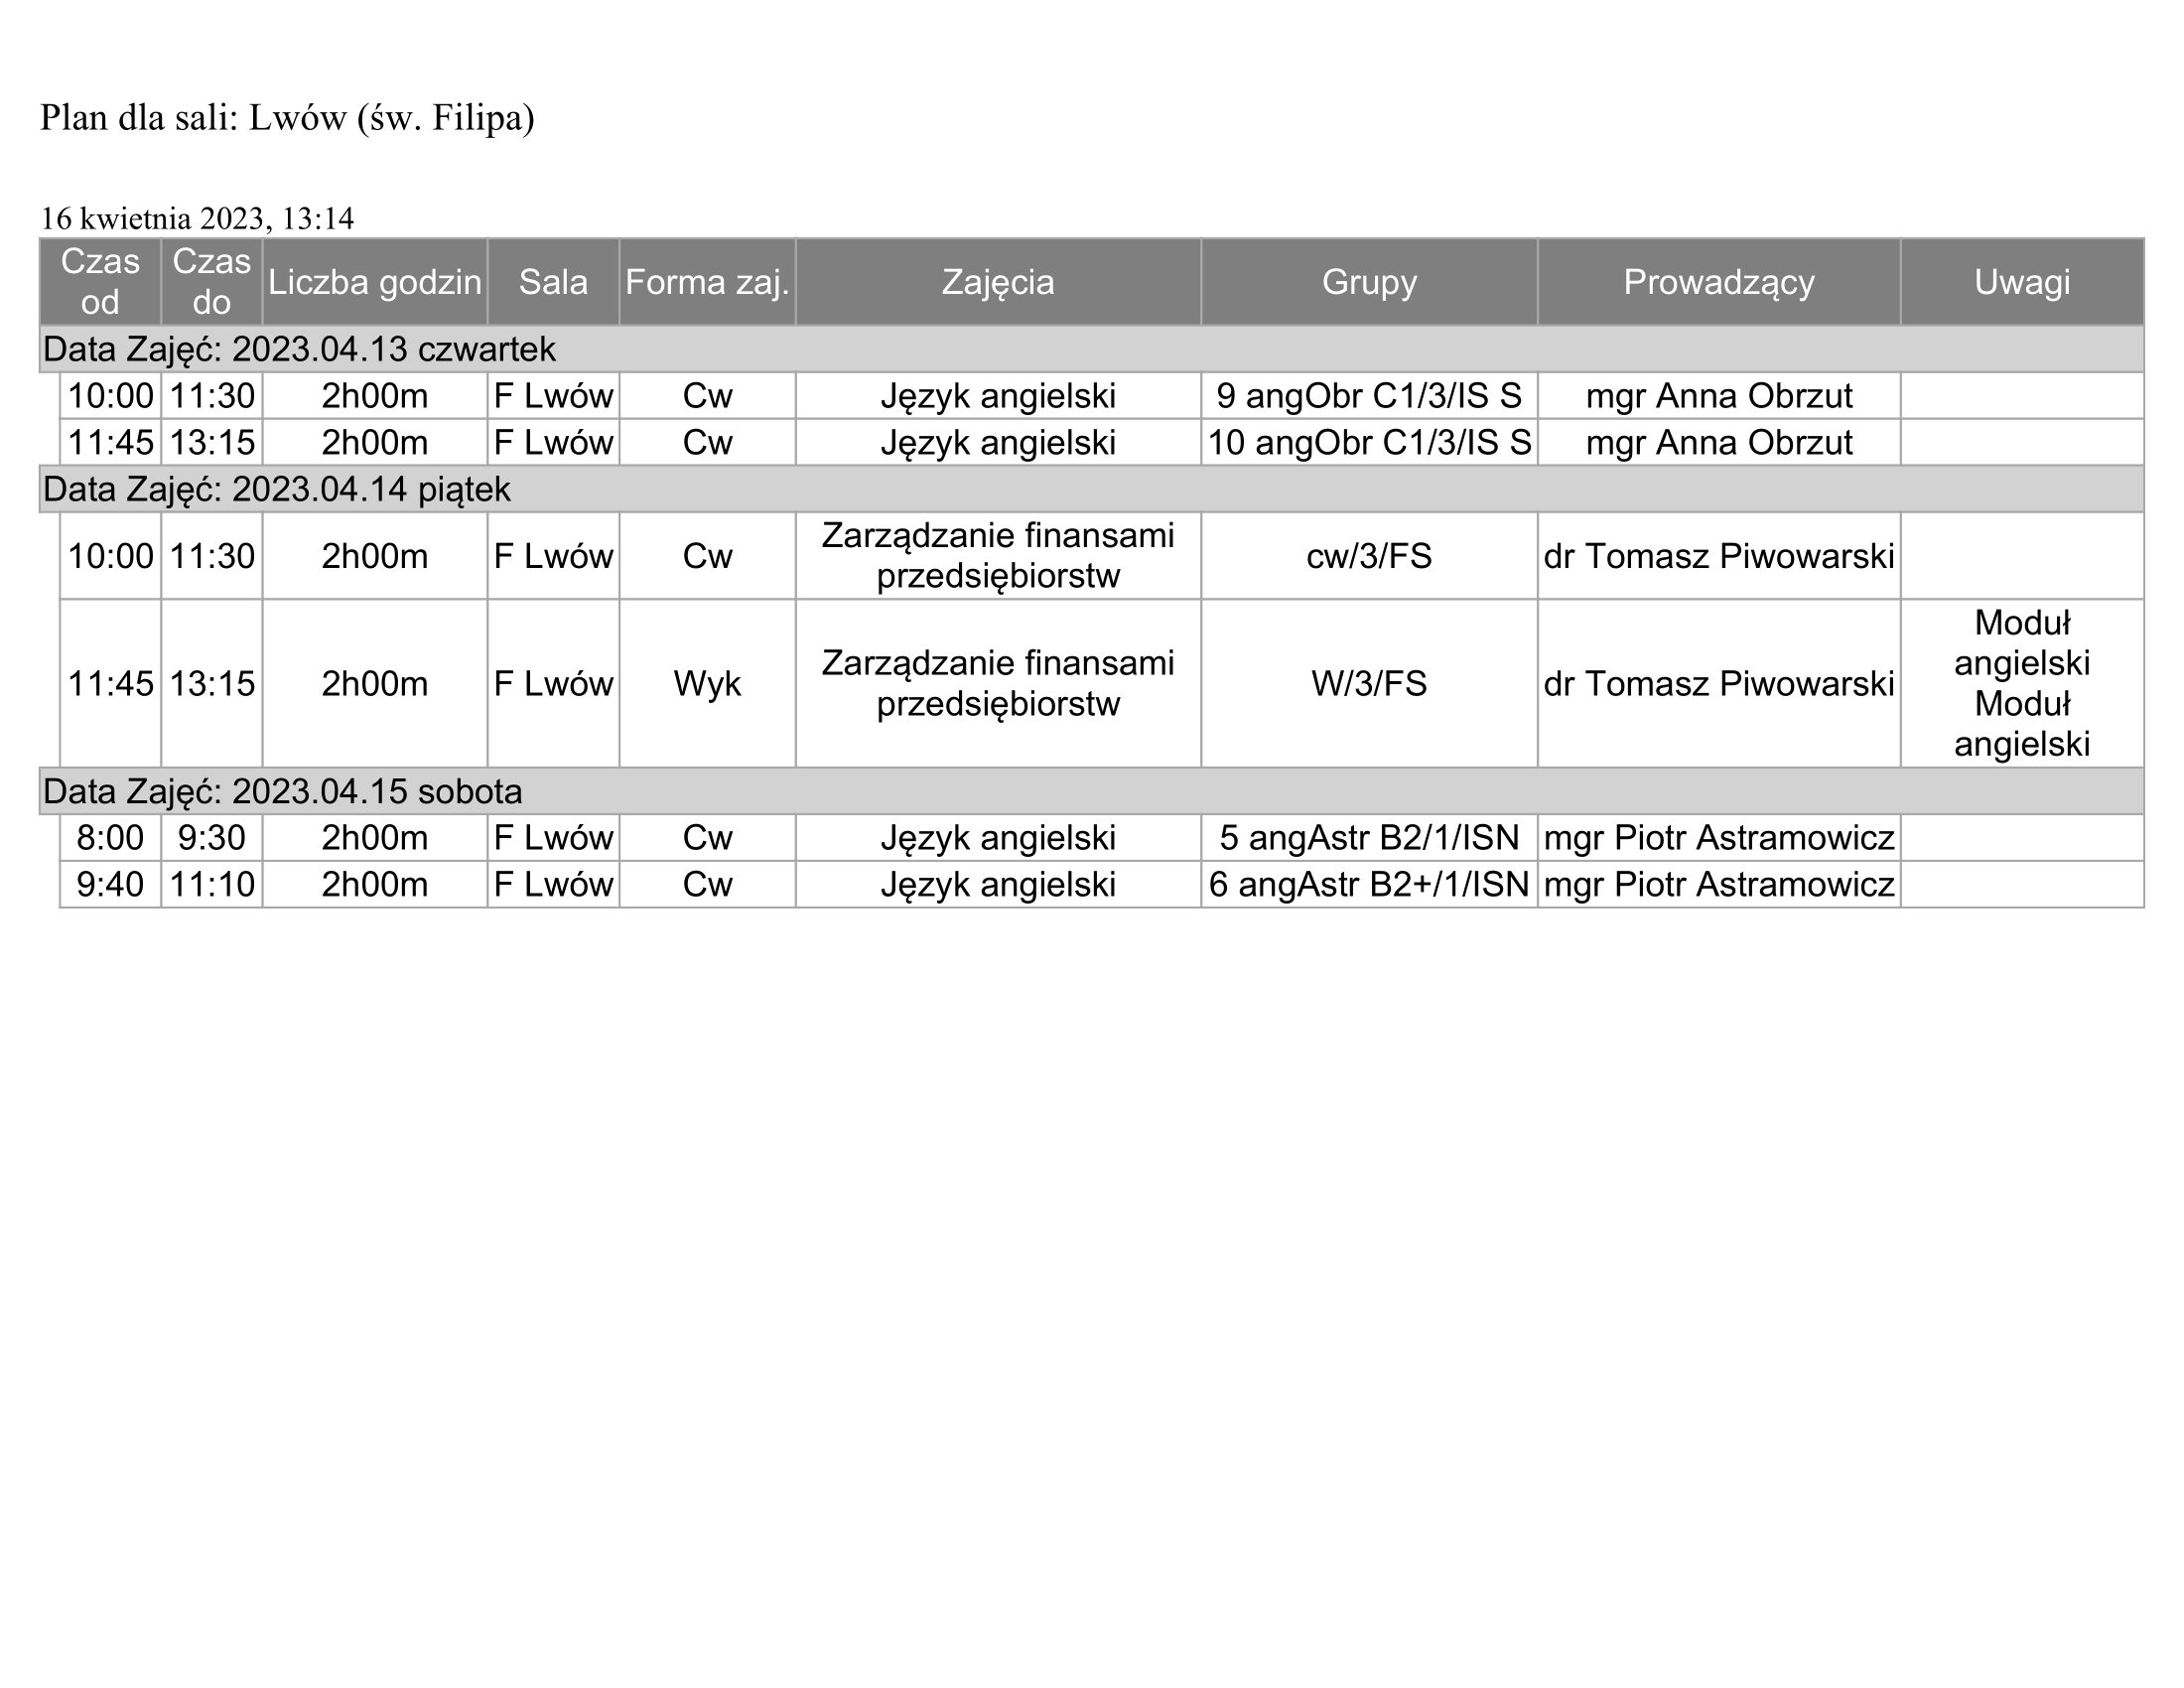 Plan dla sali: Lwów (św. Filipa)
16 kwietnia 2023, 13:14
Czas od Czas do Liczba godzin Sala Forma zaj. Zajęcia Grupy Prowadzący Uwagi
Data Zajęć: 2023.04.13 czwartek
10:00 11:30 2h00m F Lwów Cw Język angielski 9 angObr C1/3/IS S mgr Anna Obrzut
11:45 13:15 2h00m F Lwów Cw Język angielski 10 angObr C1/3/IS S mgr Anna Obrzut
Data Zajęć: 2023.04.14 piątek
10:00 11:30 2h00m F Lwów Cw Zarządzanie finansami przedsiębiorstw cw/3/FS dr Tomasz Piwowarski
11:45 13:15 2h00m F Lwów Wyk Zarządzanie finansami przedsiębiorstw W/3/FS dr Tomasz Piwowarski Moduł angielski Moduł angielski
Data Zajęć: 2023.04.15 sobota
8:00 9:30 2h00m F Lwów Cw Język angielski 5 angAstr B2/1/ISN mgr Piotr Astramowicz
9:40 11:10 2h00m F Lwów Cw Język angielski 6 angAstr B2+/1/ISN mgr Piotr Astramowicz